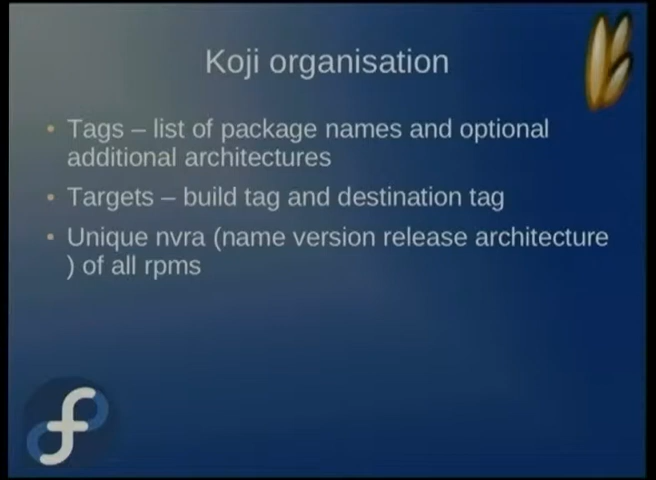 Koji organisation
• Tags – list of package names and optional
additional architectures
• Targets – build tag and destination tag
• Unique nvra (name version release architecture
) of all rpms